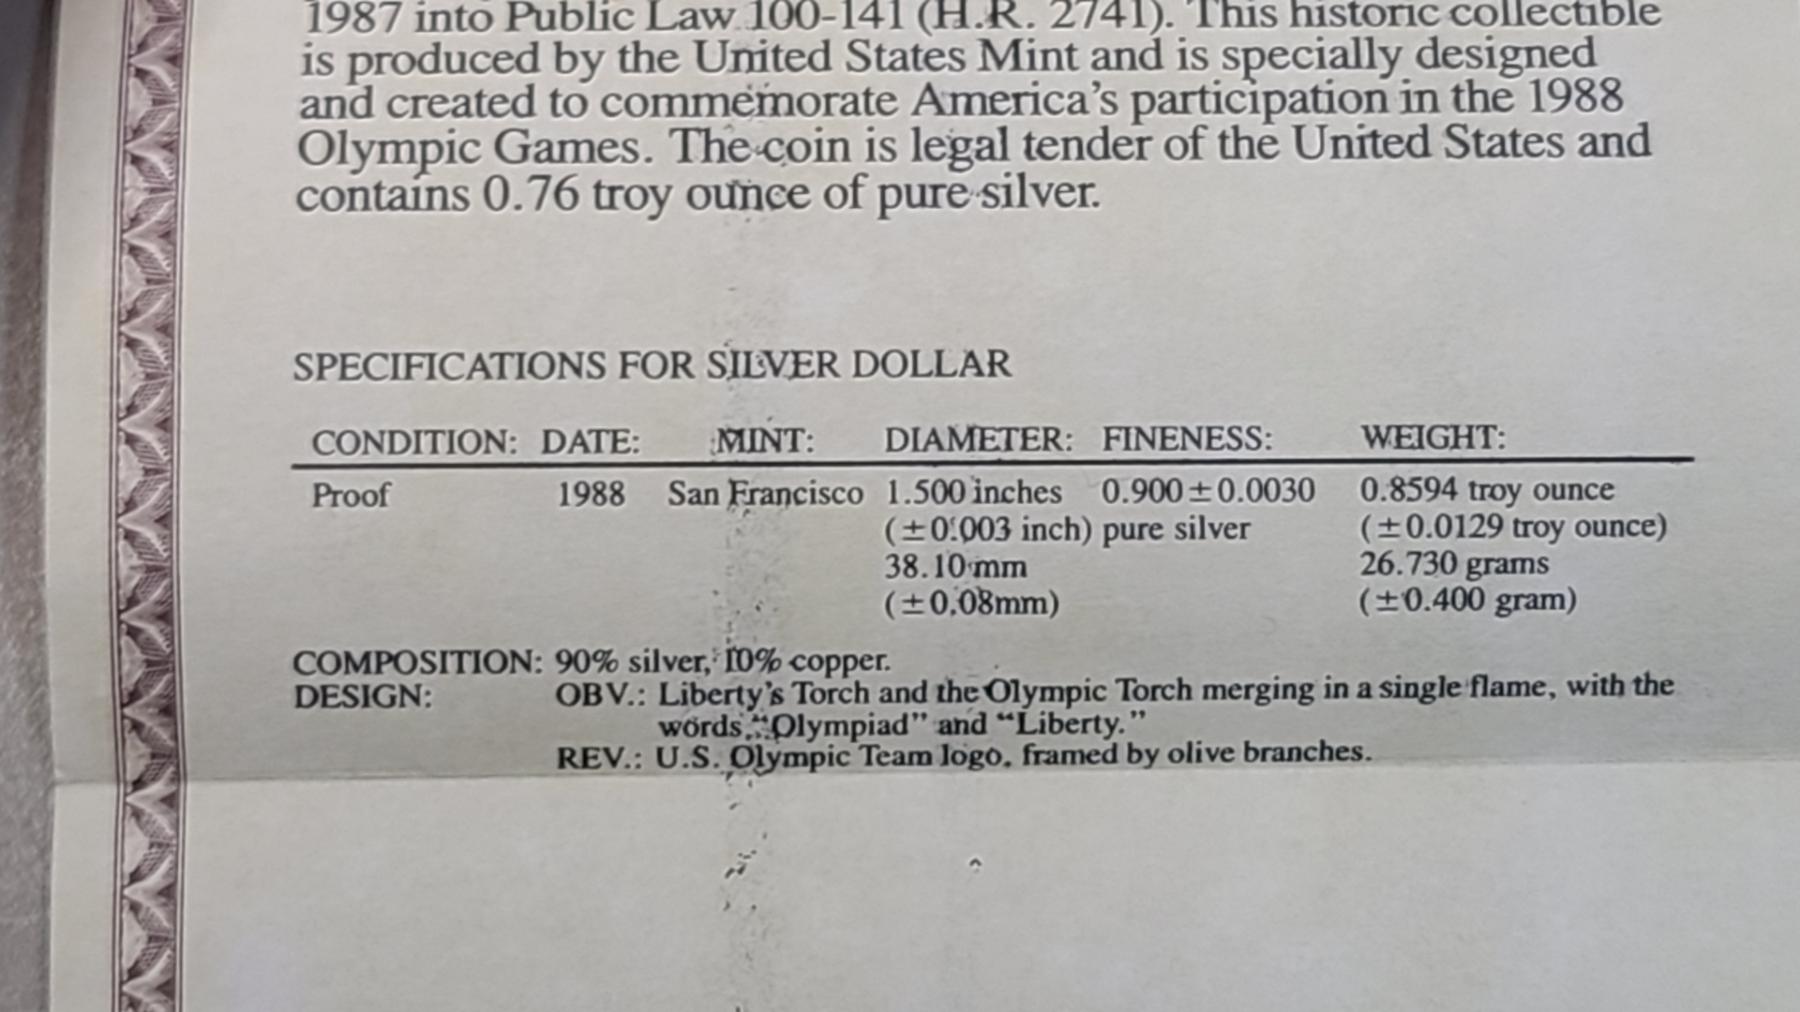 1987 into Public Law 100-141 (H.R. 2741). This historic collectible
is produced by the United States Mint and is specially designed
and created to commemorate America's participation in the 1988
Olympic Games. The coin is legal tender of the United States and
contains 0.76 troy ounce of pure silver.
SPECIFICATIONS FOR SILVER DOLLAR
CONDITION: DATE: MINT: DIAMETER: FINENESS: WEIGHT:
Proof 1988 San Francisco 1.500 inches 0.900±0.0030 0.8594 troy ounce
(±0.003 inch) pure silver (±0.0129 troy ounce)
38.10 mm 26.730 grams
(±0.08mm) (±0.400 gram)
COMPOSITION: 90% silver, 10% copper.
DESIGN: OBV.: Liberty's Torch and the Olympic Torch merging in a single flame, with the
words "Olympiad" and "Liberty."
REV.: U.S. Olympic Team logo, framed by olive branches.